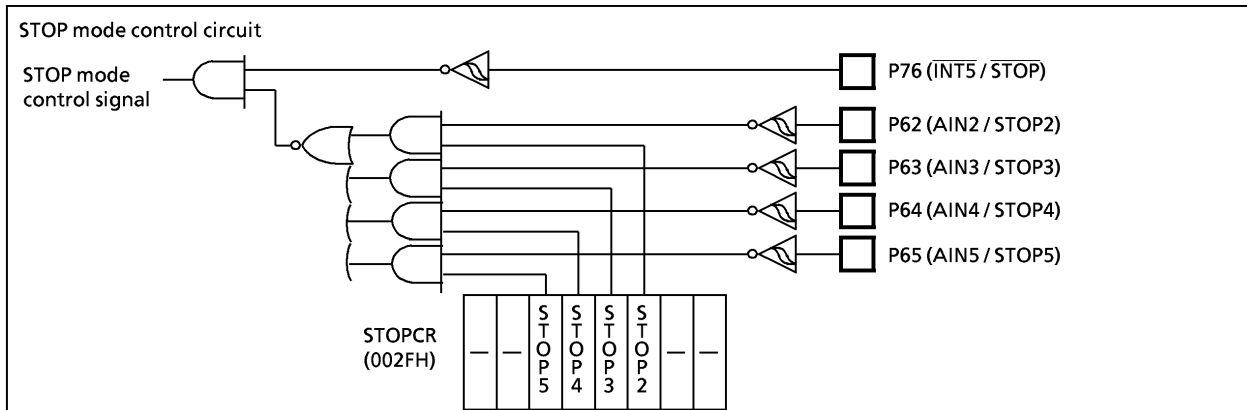 STOP mode control circuit
STOP mode
control signal
P76 (INT5 / STOP)
P62 (AIN2 / STOP2)
P63 (AIN3 / STOP3)
P64 (AIN4 / STOP4)
P65 (AIN5 / STOP5)
STOPCR
(002FH)
—
—
STOP5
STOP4
STOP3
STOP2
—
—